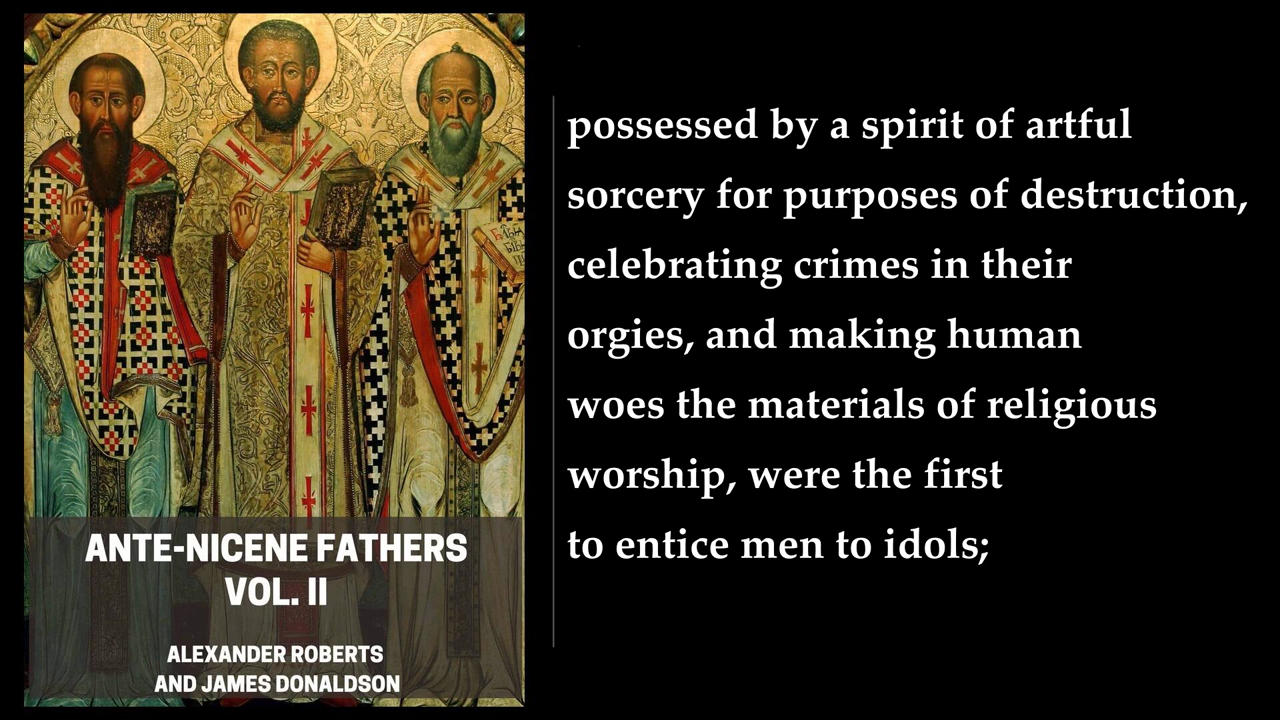 ANTE-NICENE FATHERS
VOL. II
ALEXANDER ROBERTS
AND JAMES DONALDSON
possessed by a spirit of artful
sorcery for purposes of destruction,
celebrating crimes in their
orgies, and making human
woes the materials of religious
worship, were the first
to entice men to idols;